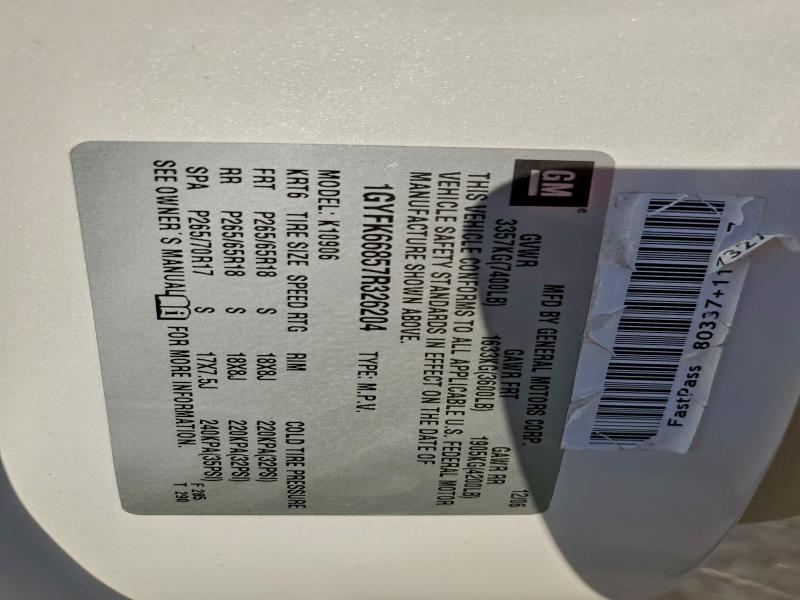 GM®
MFD BY GENERAL MOTORS CORP. 12/06
GVWR GAWR FRT GAWR RR
3357KG(7400LB) 1633KG(3600LB) 1905KG(4200LB)
THIS VEHICLE CONFORMS TO ALL APPLICABLE U.S. FEDERAL MOTOR
VEHICLE SAFETY STANDARDS IN EFFECT ON THE DATE OF
MANUFACTURE SHOWN ABOVE.
1GYFK66857R326204 TYPE: M.P.V.
MODEL: K10906
KRT6 TIRE SIZE SPEED RTG RIM COLD TIRE PRESSURE
FRT P265/65R18 S 18X8J 220KPA(32PSI)
RR P265/65R18 S 18X8J 220KPA(32PSI)
SPA P265/70R17 S 17X7.5J 240KPA(35PSI)
SEE OWNER'S MANUAL FOR MORE INFORMATION.
F 285
T 290
FastPass 80337+11